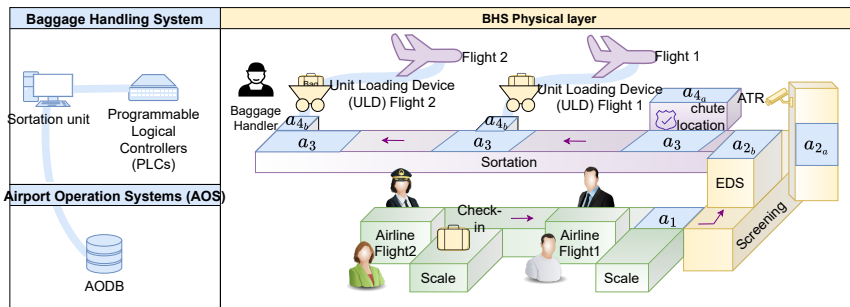 Baggage Handling System
BHS Physical layer
Sortation unit
Programmable
Logical
Controllers
(PLCs)
Airport Operation Systems (AOS)
AODB
Baggage
Handler
Bag
Unit Loading Device
(ULD) Flight 2
Flight 2
Unit Loading Device
(ULD) Flight 1
Flight 1
a4b
a4b
a4a
chute
location
ATR
a3
a3
a3
Sortation
a2b
a2a
EDS
Screening
Check-
in
a1
Airline
Flight2
Scale
Airline
Flight1
Scale